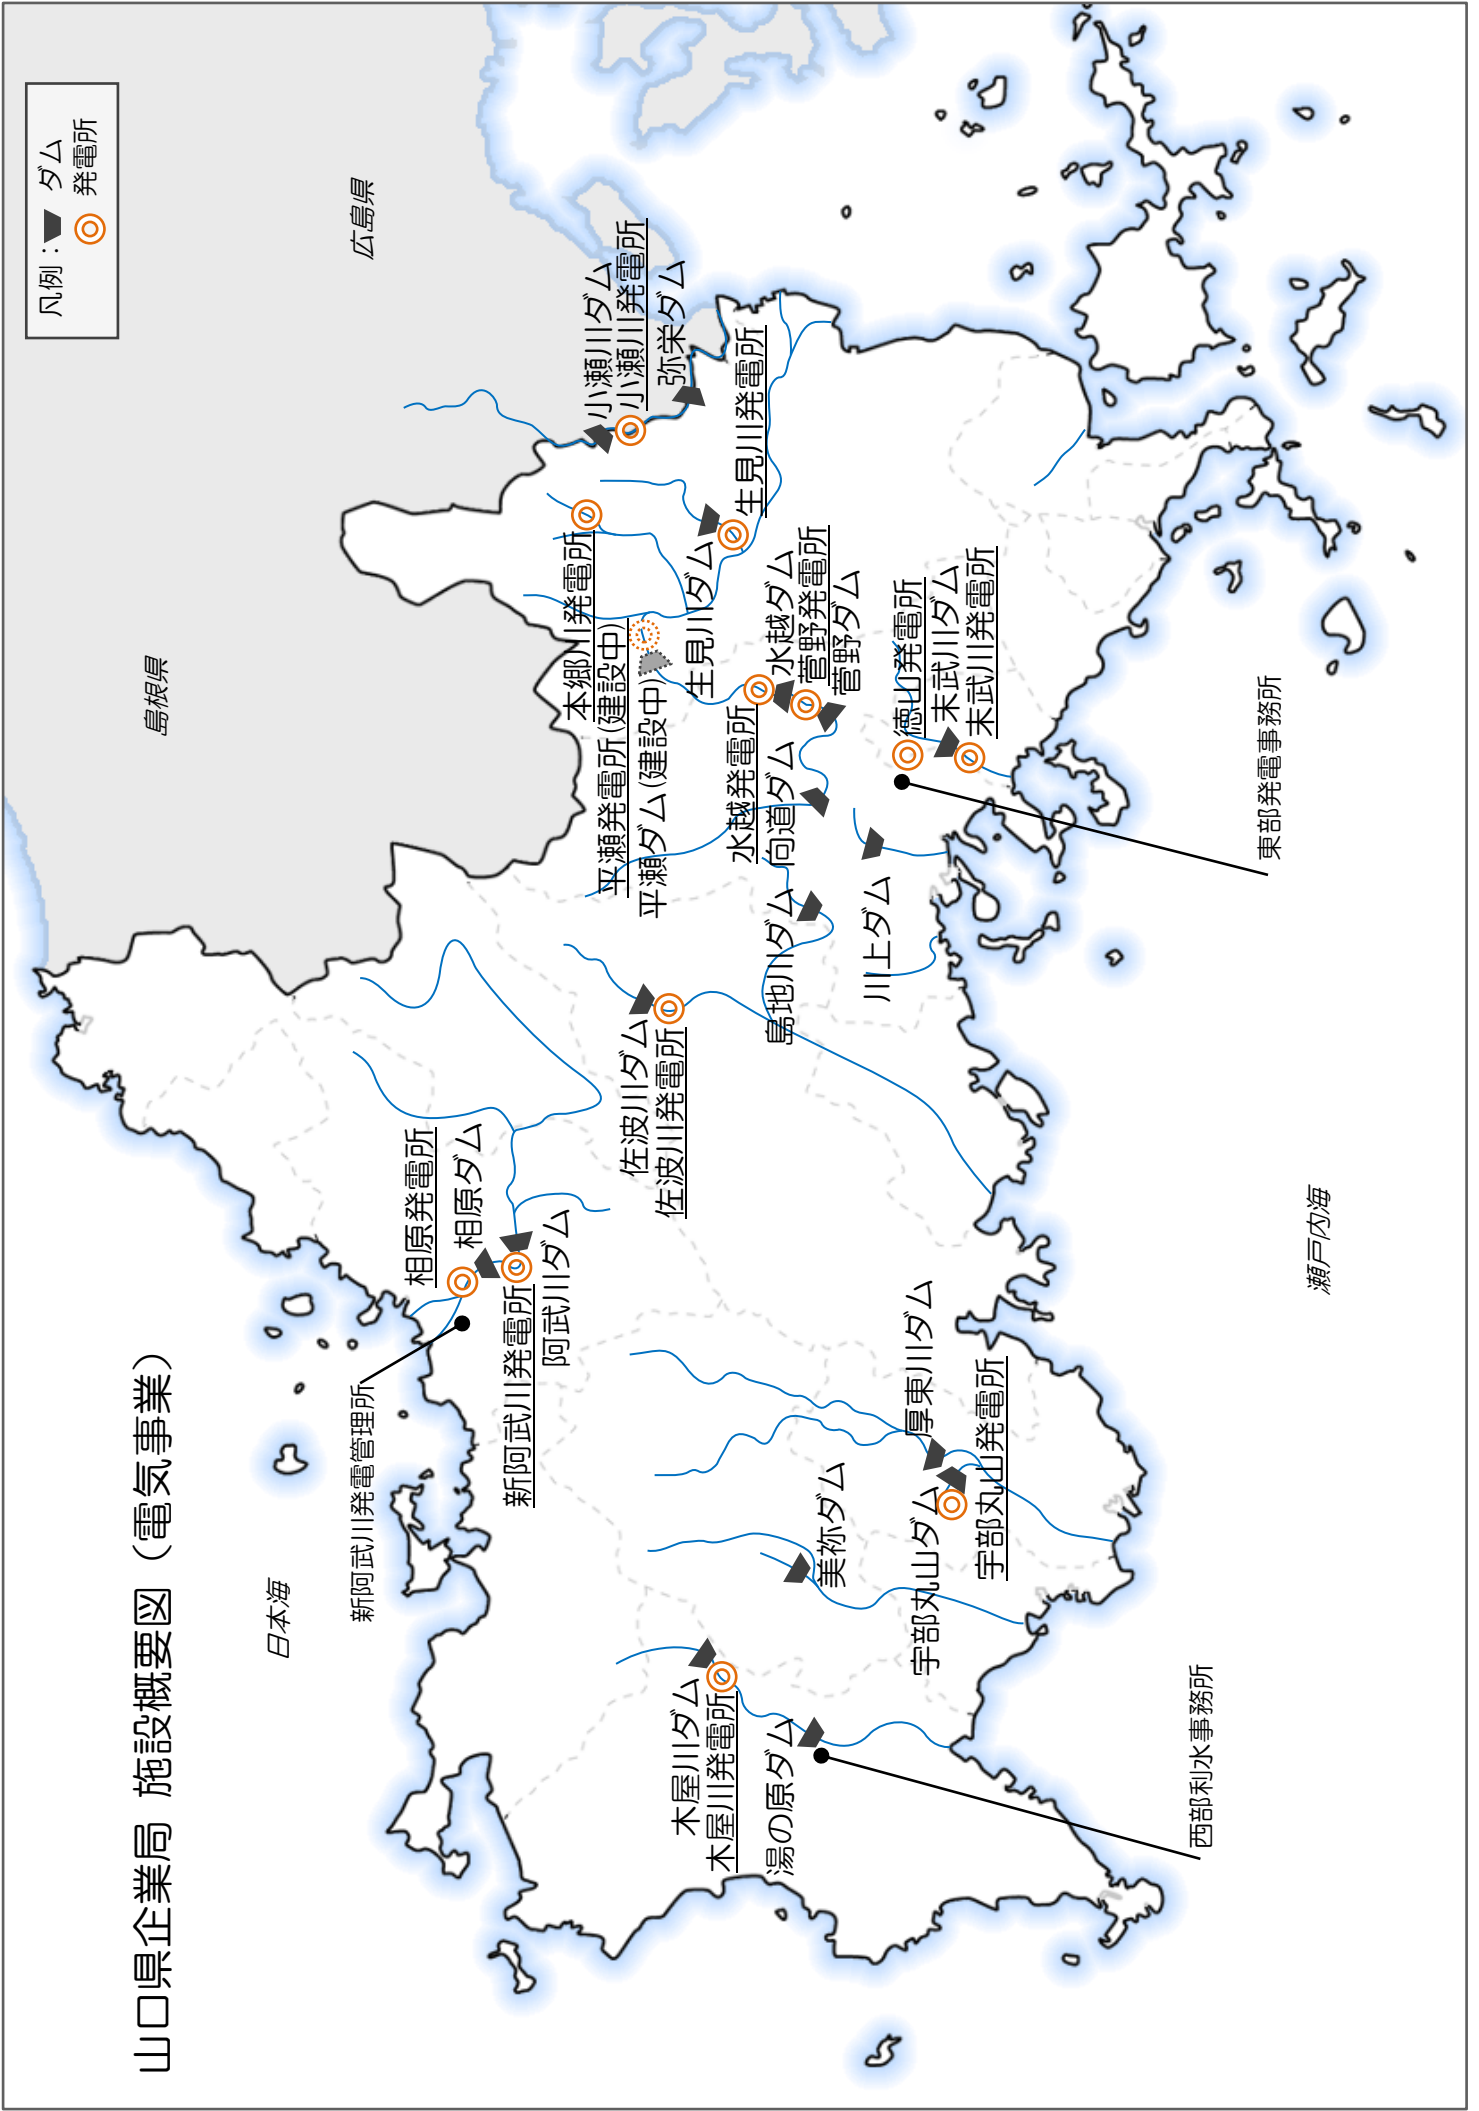 山口県企業局 施設概要図（電気事業）
凡例：
ダム
発電所
日本海
島根県
広島県
瀬戸内海
新阿武川発電管理所
相原発電所
相原ダム
新阿武川発電所
阿武川ダム
佐波川ダム
佐波川発電所
本郷川発電所
平瀬発電所(建設中)
平瀬ダム(建設中)
小瀬川ダム
小瀬川発電所
弥栄ダム
生見川ダム
生見川発電所
水越発電所
水越ダム
菅野発電所
菅野ダム
向道ダム
島地川ダム
川上ダム
徳山発電所
末武川ダム
末武川発電所
東部発電事務所
木屋川ダム
木屋川発電所
湯の原ダム
美祢ダム
厚東川ダム
宇部丸山ダム
宇部丸山発電所
西部利水事務所